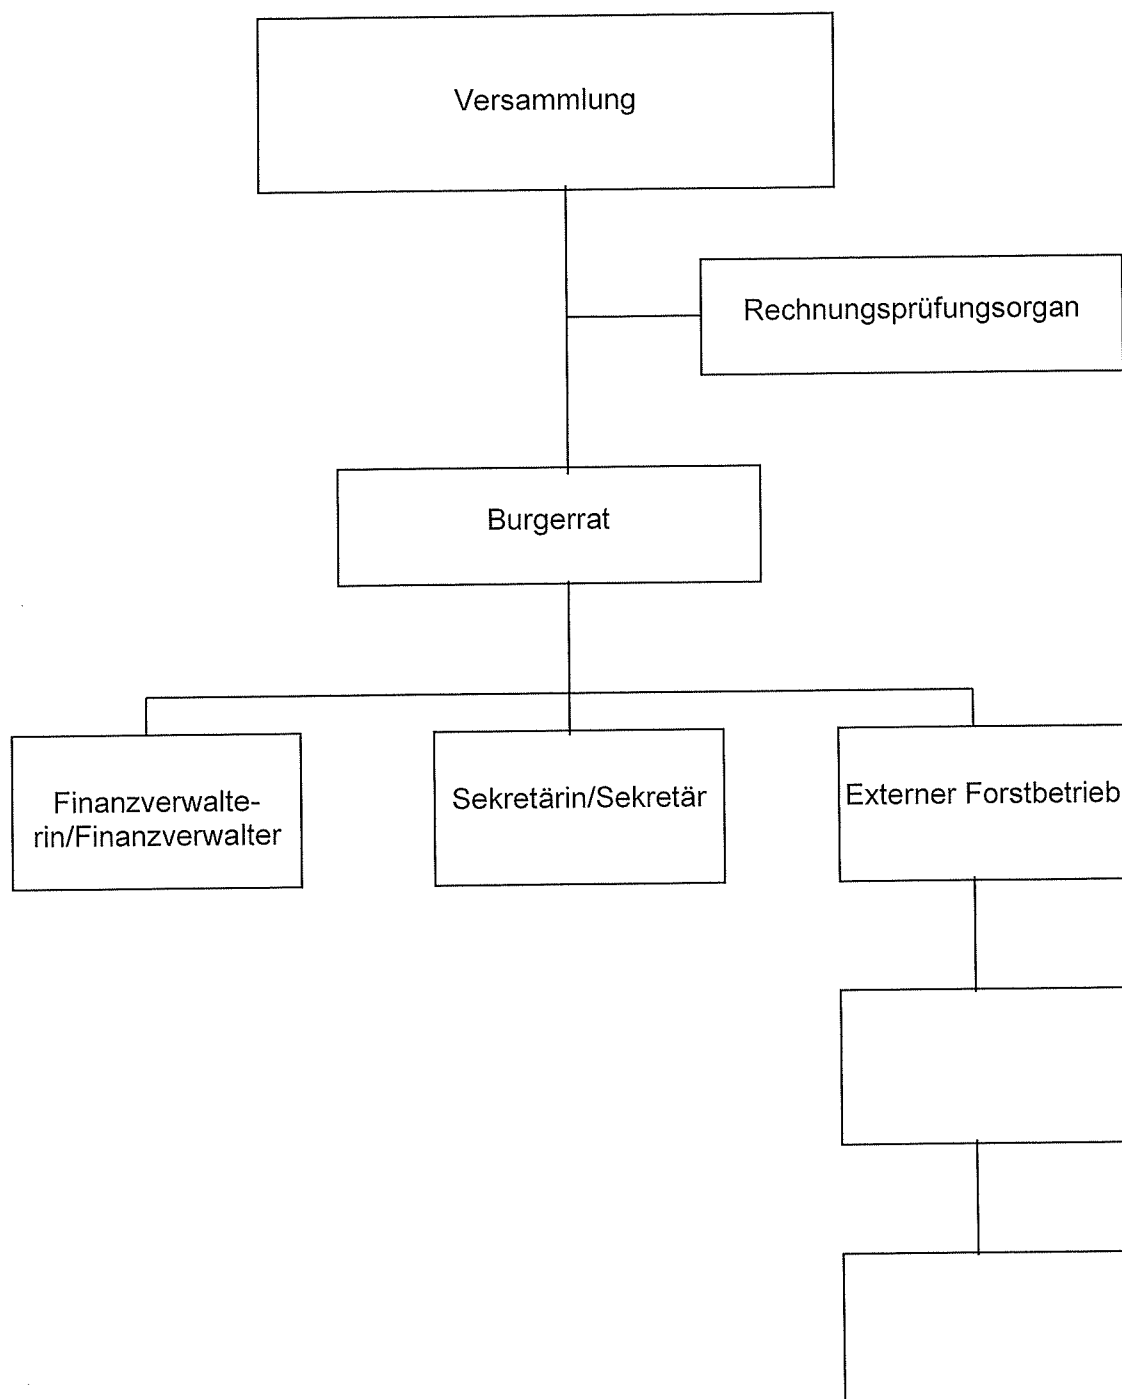 Versammlung
Rechnungsprüfungsorgan
Burgerrat
Finanzverwalte-
rin/Finanzverwalter
Sekretärin/Sekretär
Externer Forstbetrieb